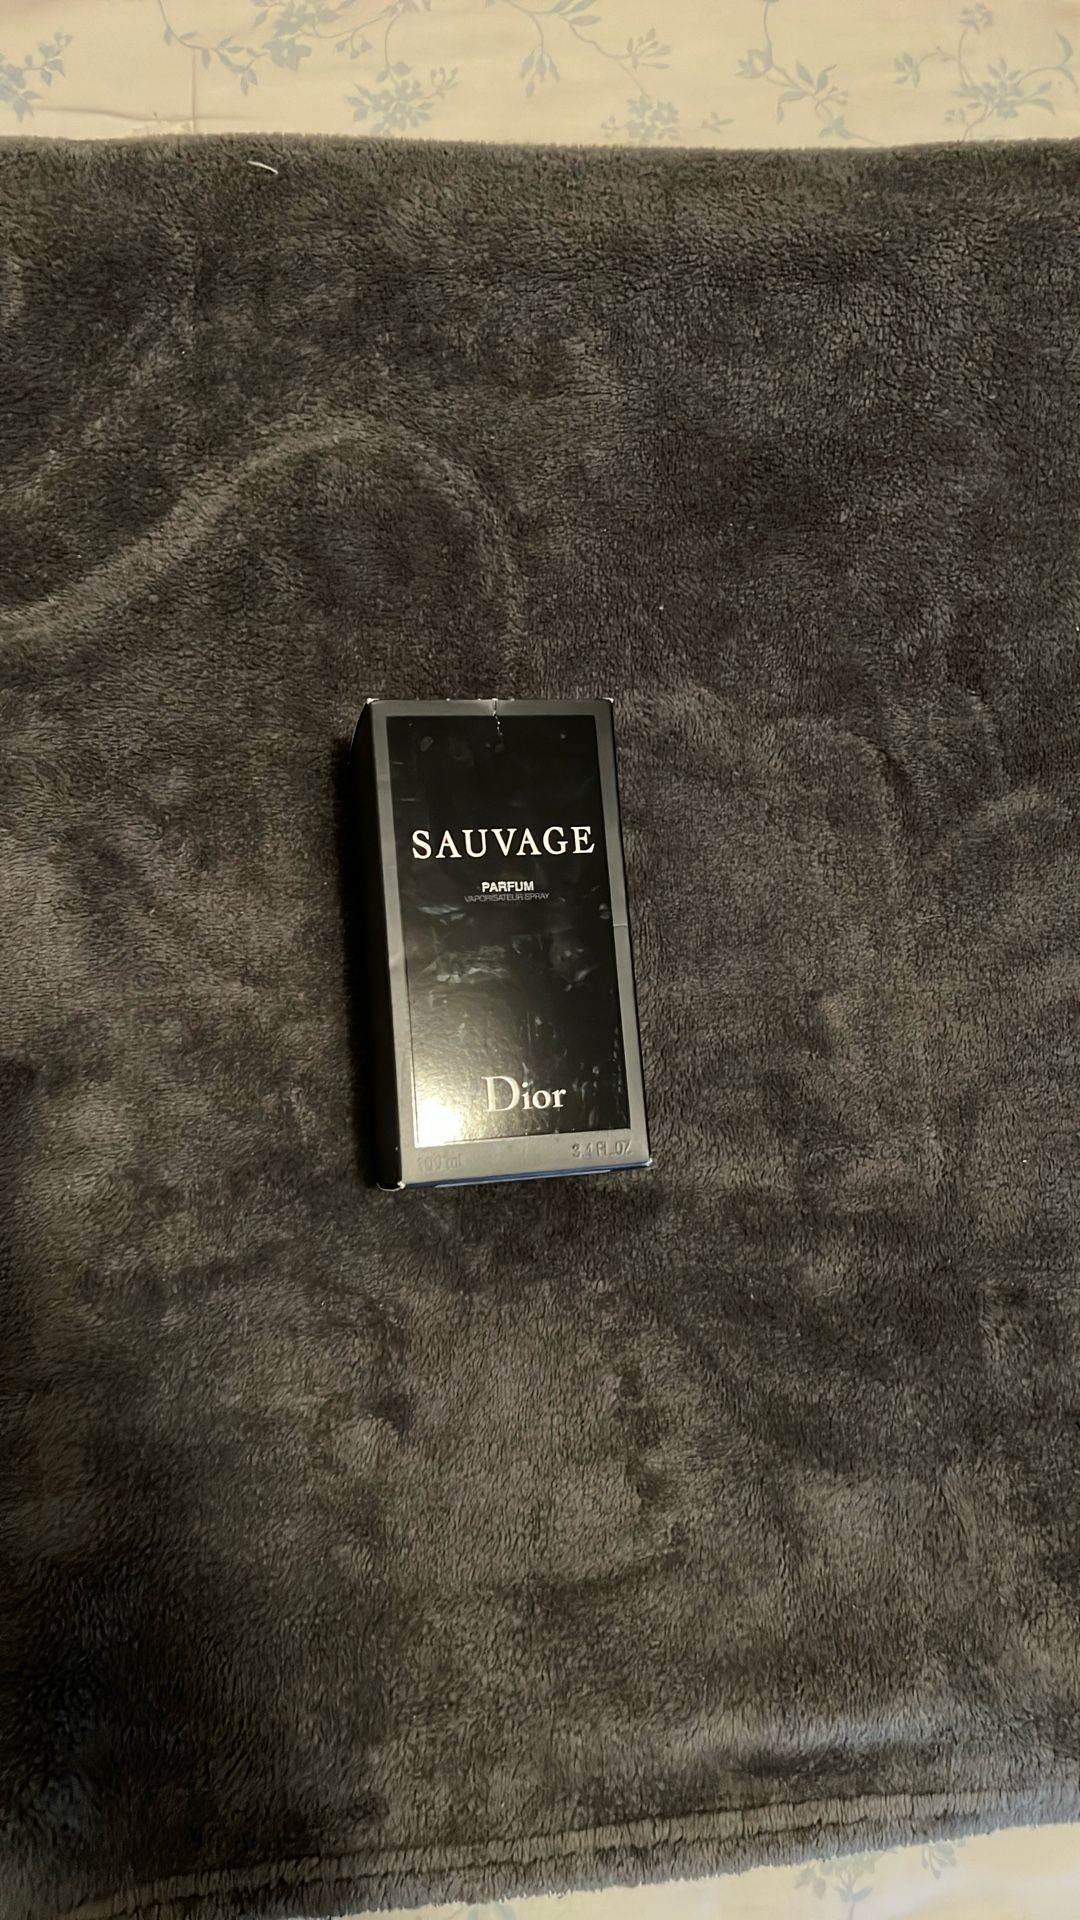 SAUVAGE
PARFUM
VAPORISATEUR SPRAY
Dior
100 ml 3.4 FL.OZ